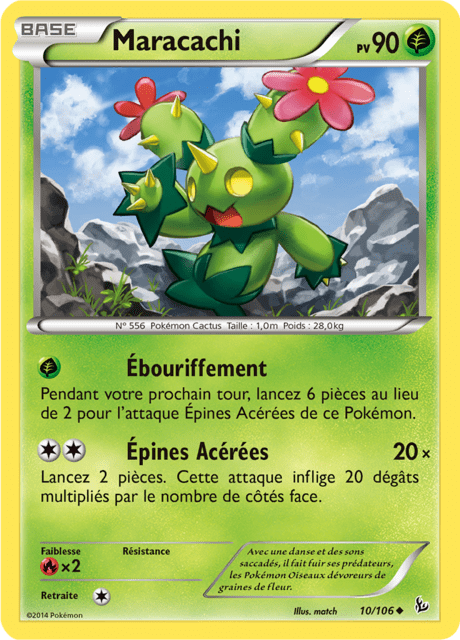 BASE
Maracachi
PV90
N° 556 Pokémon Cactus Taille : 1,0m Poids : 28,0kg
Ébouriffement
Pendant votre prochain tour, lancez 6 pièces au lieu
de 2 pour l'attaque Épines Acérées de ce Pokémon.
Épines Acérées 20×
Lancez 2 pièces. Cette attaque inflige 20 dégâts
multipliés par le nombre de côtés face.
Faiblesse
×2
Résistance
Retraite
Avec une danse et des sons
saccadés, il fait fuir ses prédateurs,
les Pokémon Oiseaux dévoreurs de
graines de fleur.
©2014 Pokémon
Illus. match
10/106